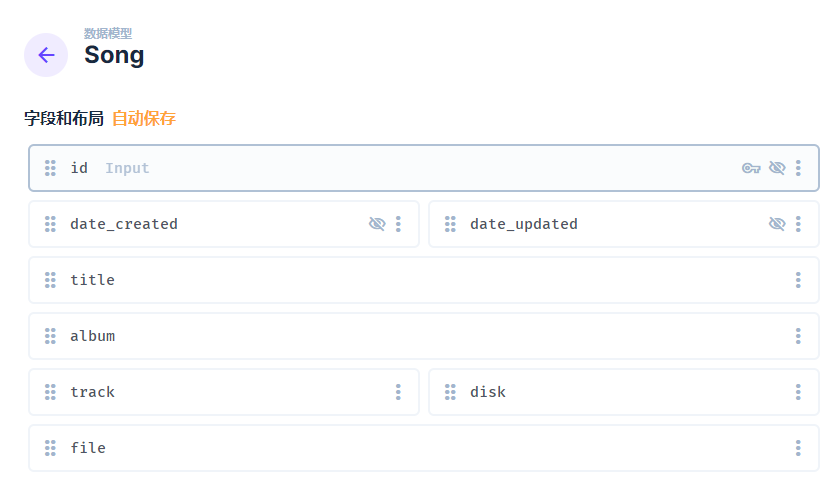 数据模型
Song
字段和布局 自动保存
id Input
date_created
date_updated
title
album
track
disk
file